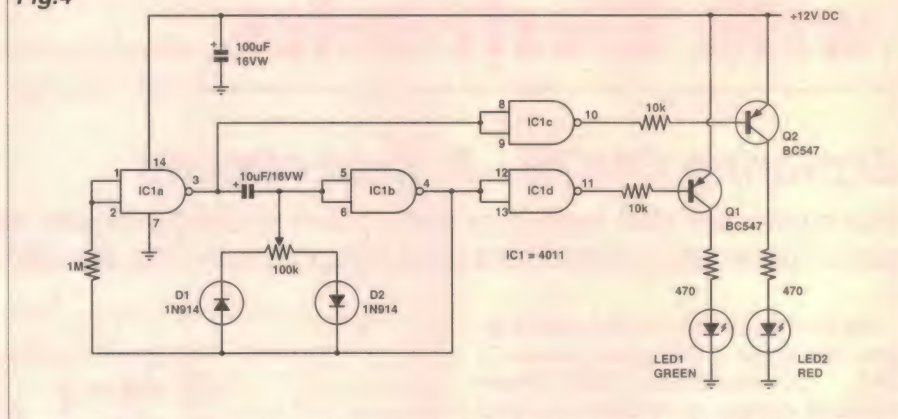 Fig.4
+12V DC
+
100uF
16VW
8
9
IC1c
10
10k
Q2
BC547
14
1
2
IC1a
3
7
+
10uF/16VW
5
6
IC1b
4
12
13
IC1d
11
10k
Q1
BC547
IC1 = 4011
1M
100k
D1
1N914
D2
1N914
470
470
LED1
GREEN
LED2
RED